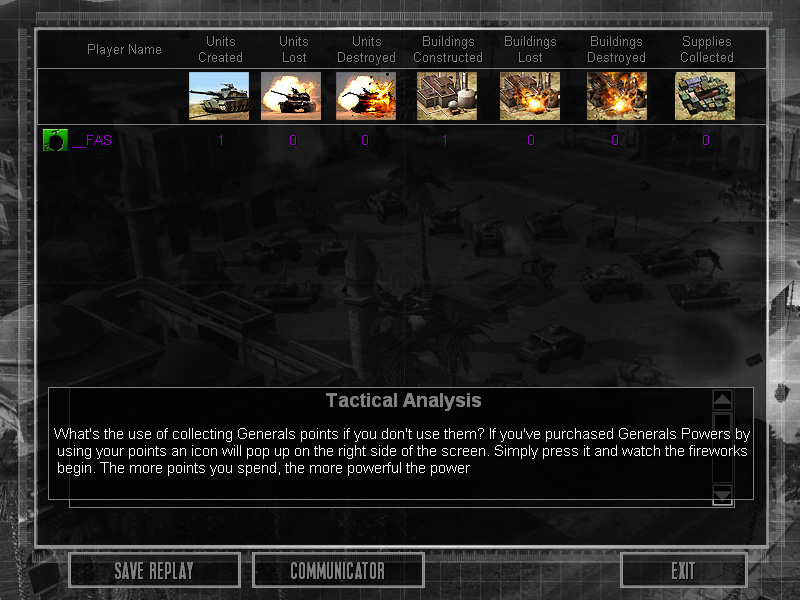 Player Name Units Created Units Lost Units Destroyed Buildings Constructed Buildings Lost Buildings Destroyed Supplies Collected
__FAS 1 0 0 1 0 0 0
Tactical Analysis
What's the use of collecting Generals points if you don't use them? If you've purchased Generals Powers by
using your points an icon will pop up on the right side of the screen. Simply press it and watch the fireworks
begin. The more points you spend, the more powerful the power
SAVE REPLAY COMMUNICATOR EXIT